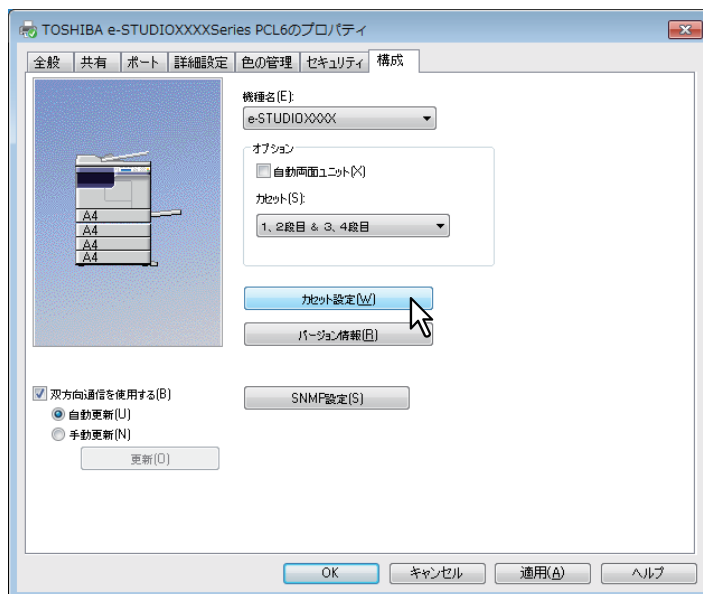 TOSHIBA e-STUDIOXXXXSeries PCL6のプロパティ
全般 共有 ポート 詳細設定 色の管理 セキュリティ 構成
機種名(E):
e-STUDIOXXXX
オプション
自動両面ユニット(X)
カセット(S):
1、2段目 & 3、4段目
A4
A4
A4
A4
カセット設定(W)
バージョン情報(R)
双方向通信を使用する(B)
SNMP設定(S)
自動更新(U)
手動更新(N)
更新(O)
OK キャンセル 適用(A) ヘルプ